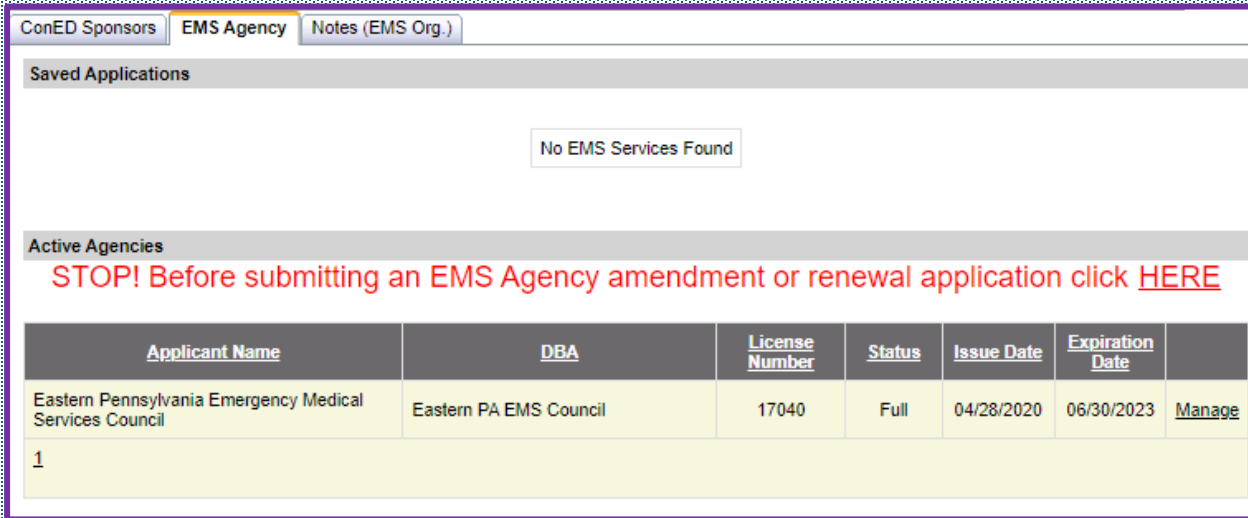 ConED Sponsors EMS Agency Notes (EMS Org.)
Saved Applications
No EMS Services Found
Active Agencies
STOP! Before submitting an EMS Agency amendment or renewal application click HERE
Applicant Name DBA License Number Status Issue Date Expiration Date
Eastern Pennsylvania Emergency Medical Services Council Eastern PA EMS Council 17040 Full 04/28/2020 06/30/2023 Manage
1